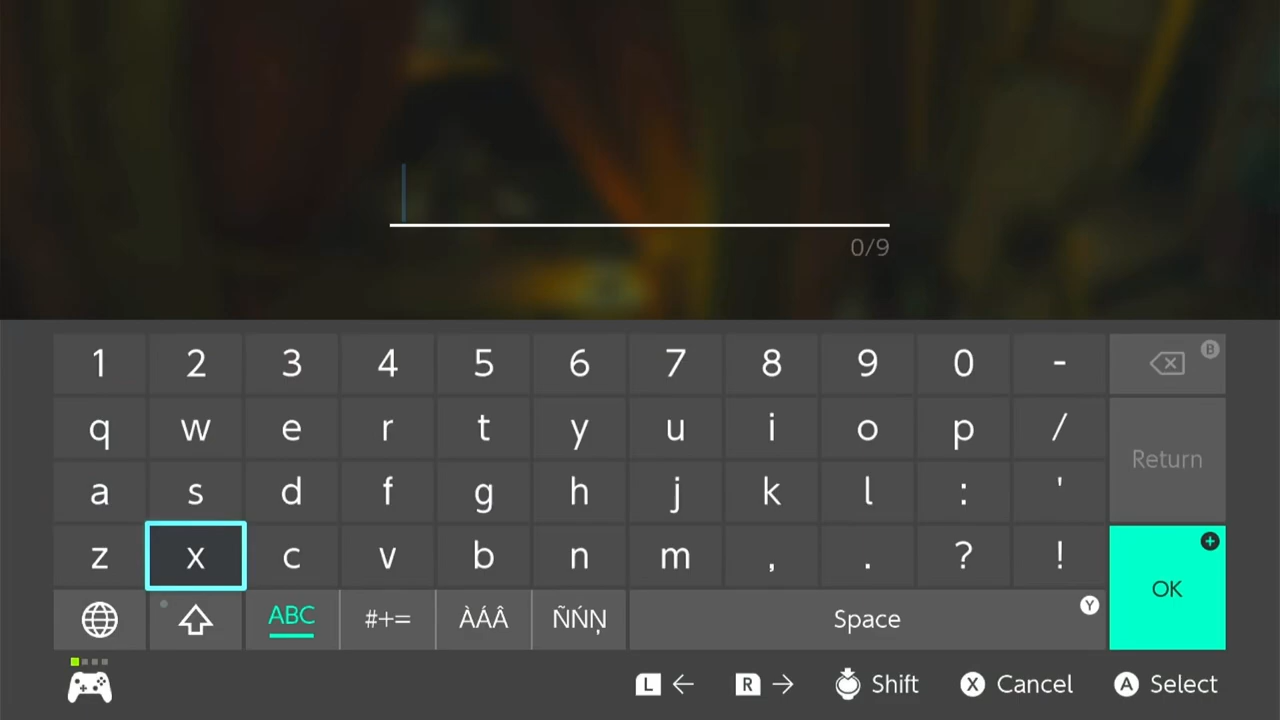 0/9
1 2 3 4 5 6 7 8 9 0 - B
q w e r t y u i o p /
Return
a s d f g h j k l : '
z x c v b n m , . ? ! +
OK
ABC #+= ÀÁÂ ÑŃŅ Space Y
L ← R → Shift X Cancel A Select